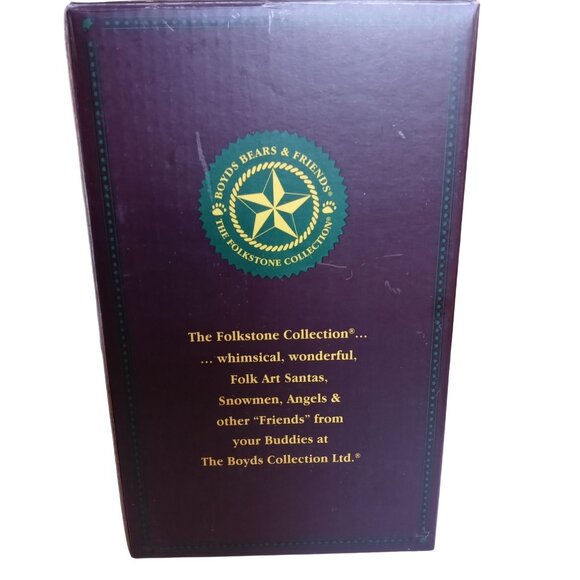 BOYDS BEARS & FRIENDS®
THE FOLKSTONE COLLECTION®
The Folkstone Collection®...
... whimsical, wonderful,
Folk Art Santas,
Snowmen, Angels &
other “Friends” from
your Buddies at
The Boyds Collection Ltd.®